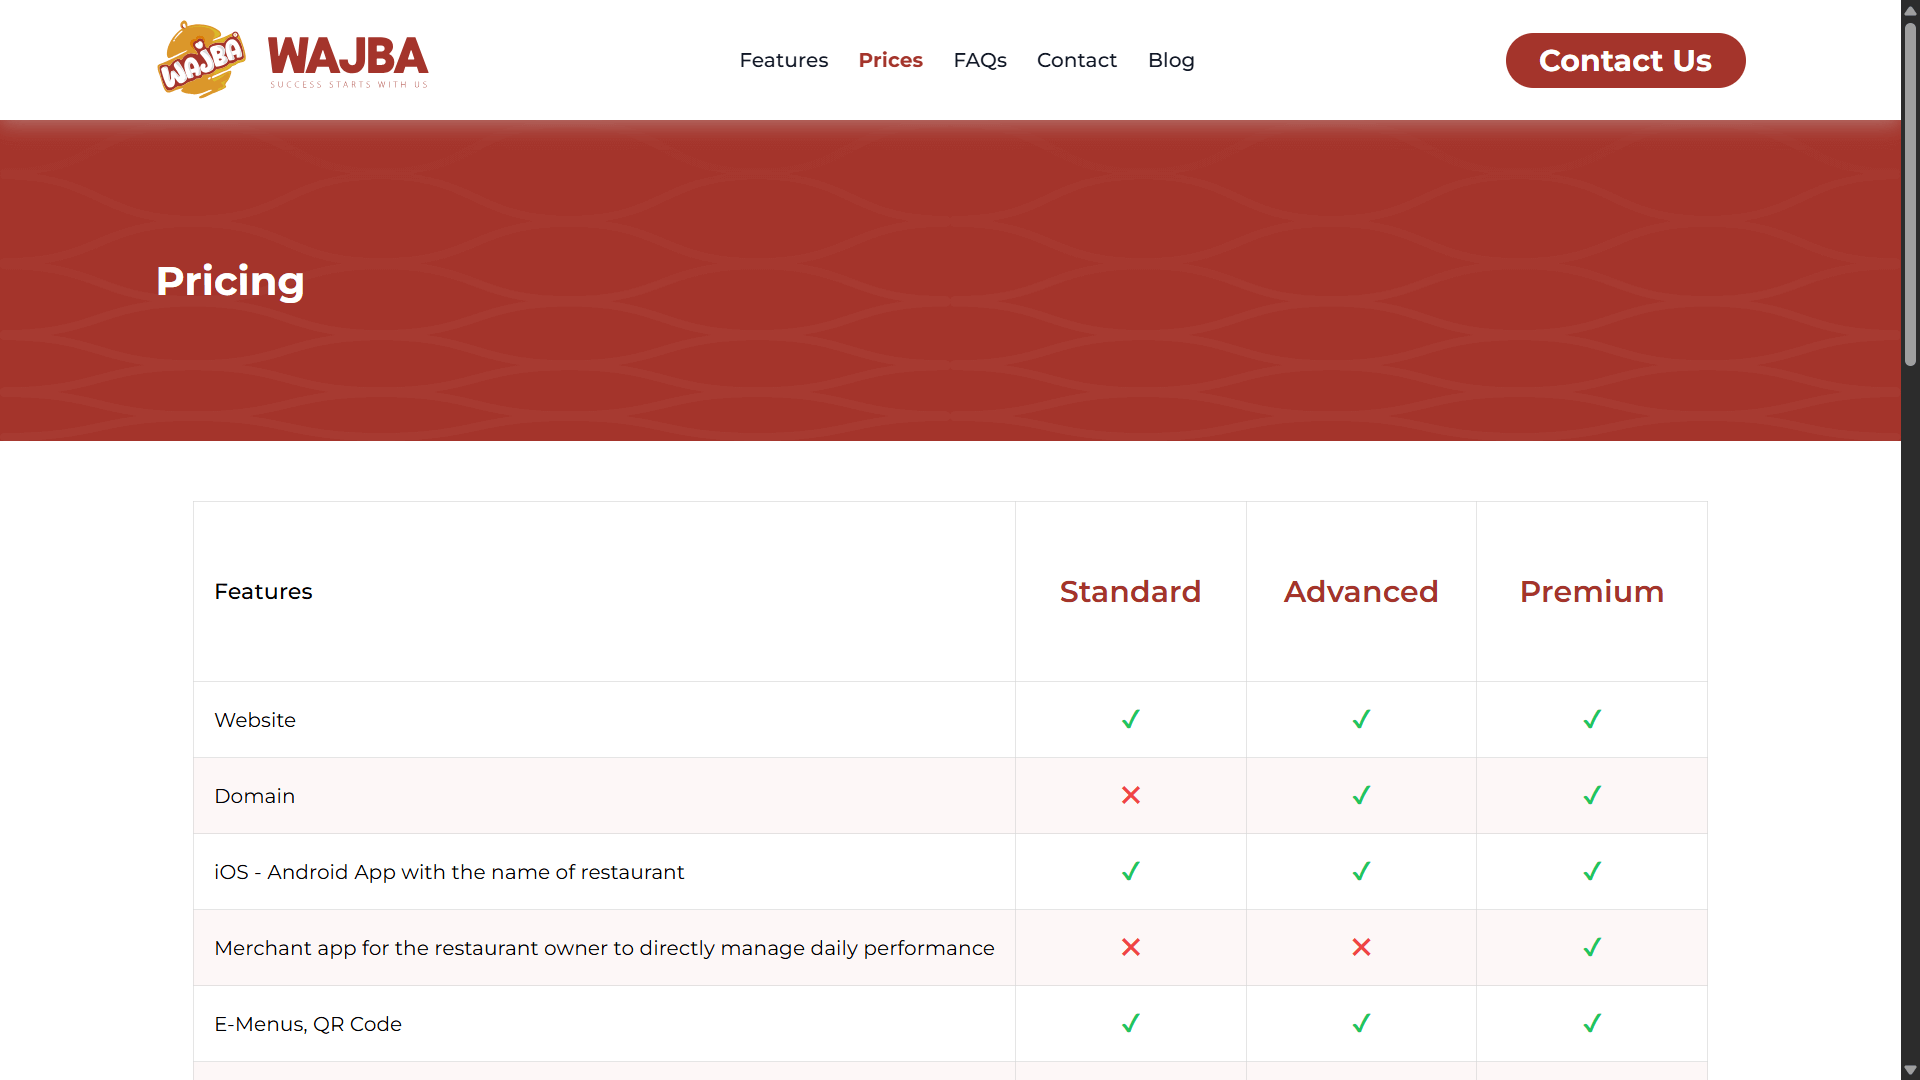 WAJBA
WAJBA
SUCCESS STARTS WITH US
Features
Prices
FAQs
Contact
Blog
Contact Us
Pricing
Features Standard Advanced Premium
Website ✓ ✓ ✓
Domain ✕ ✓ ✓
iOS - Android App with the name of restaurant ✓ ✓ ✓
Merchant app for the restaurant owner to directly manage daily performance ✕ ✕ ✓
E-Menus, QR Code ✓ ✓ ✓